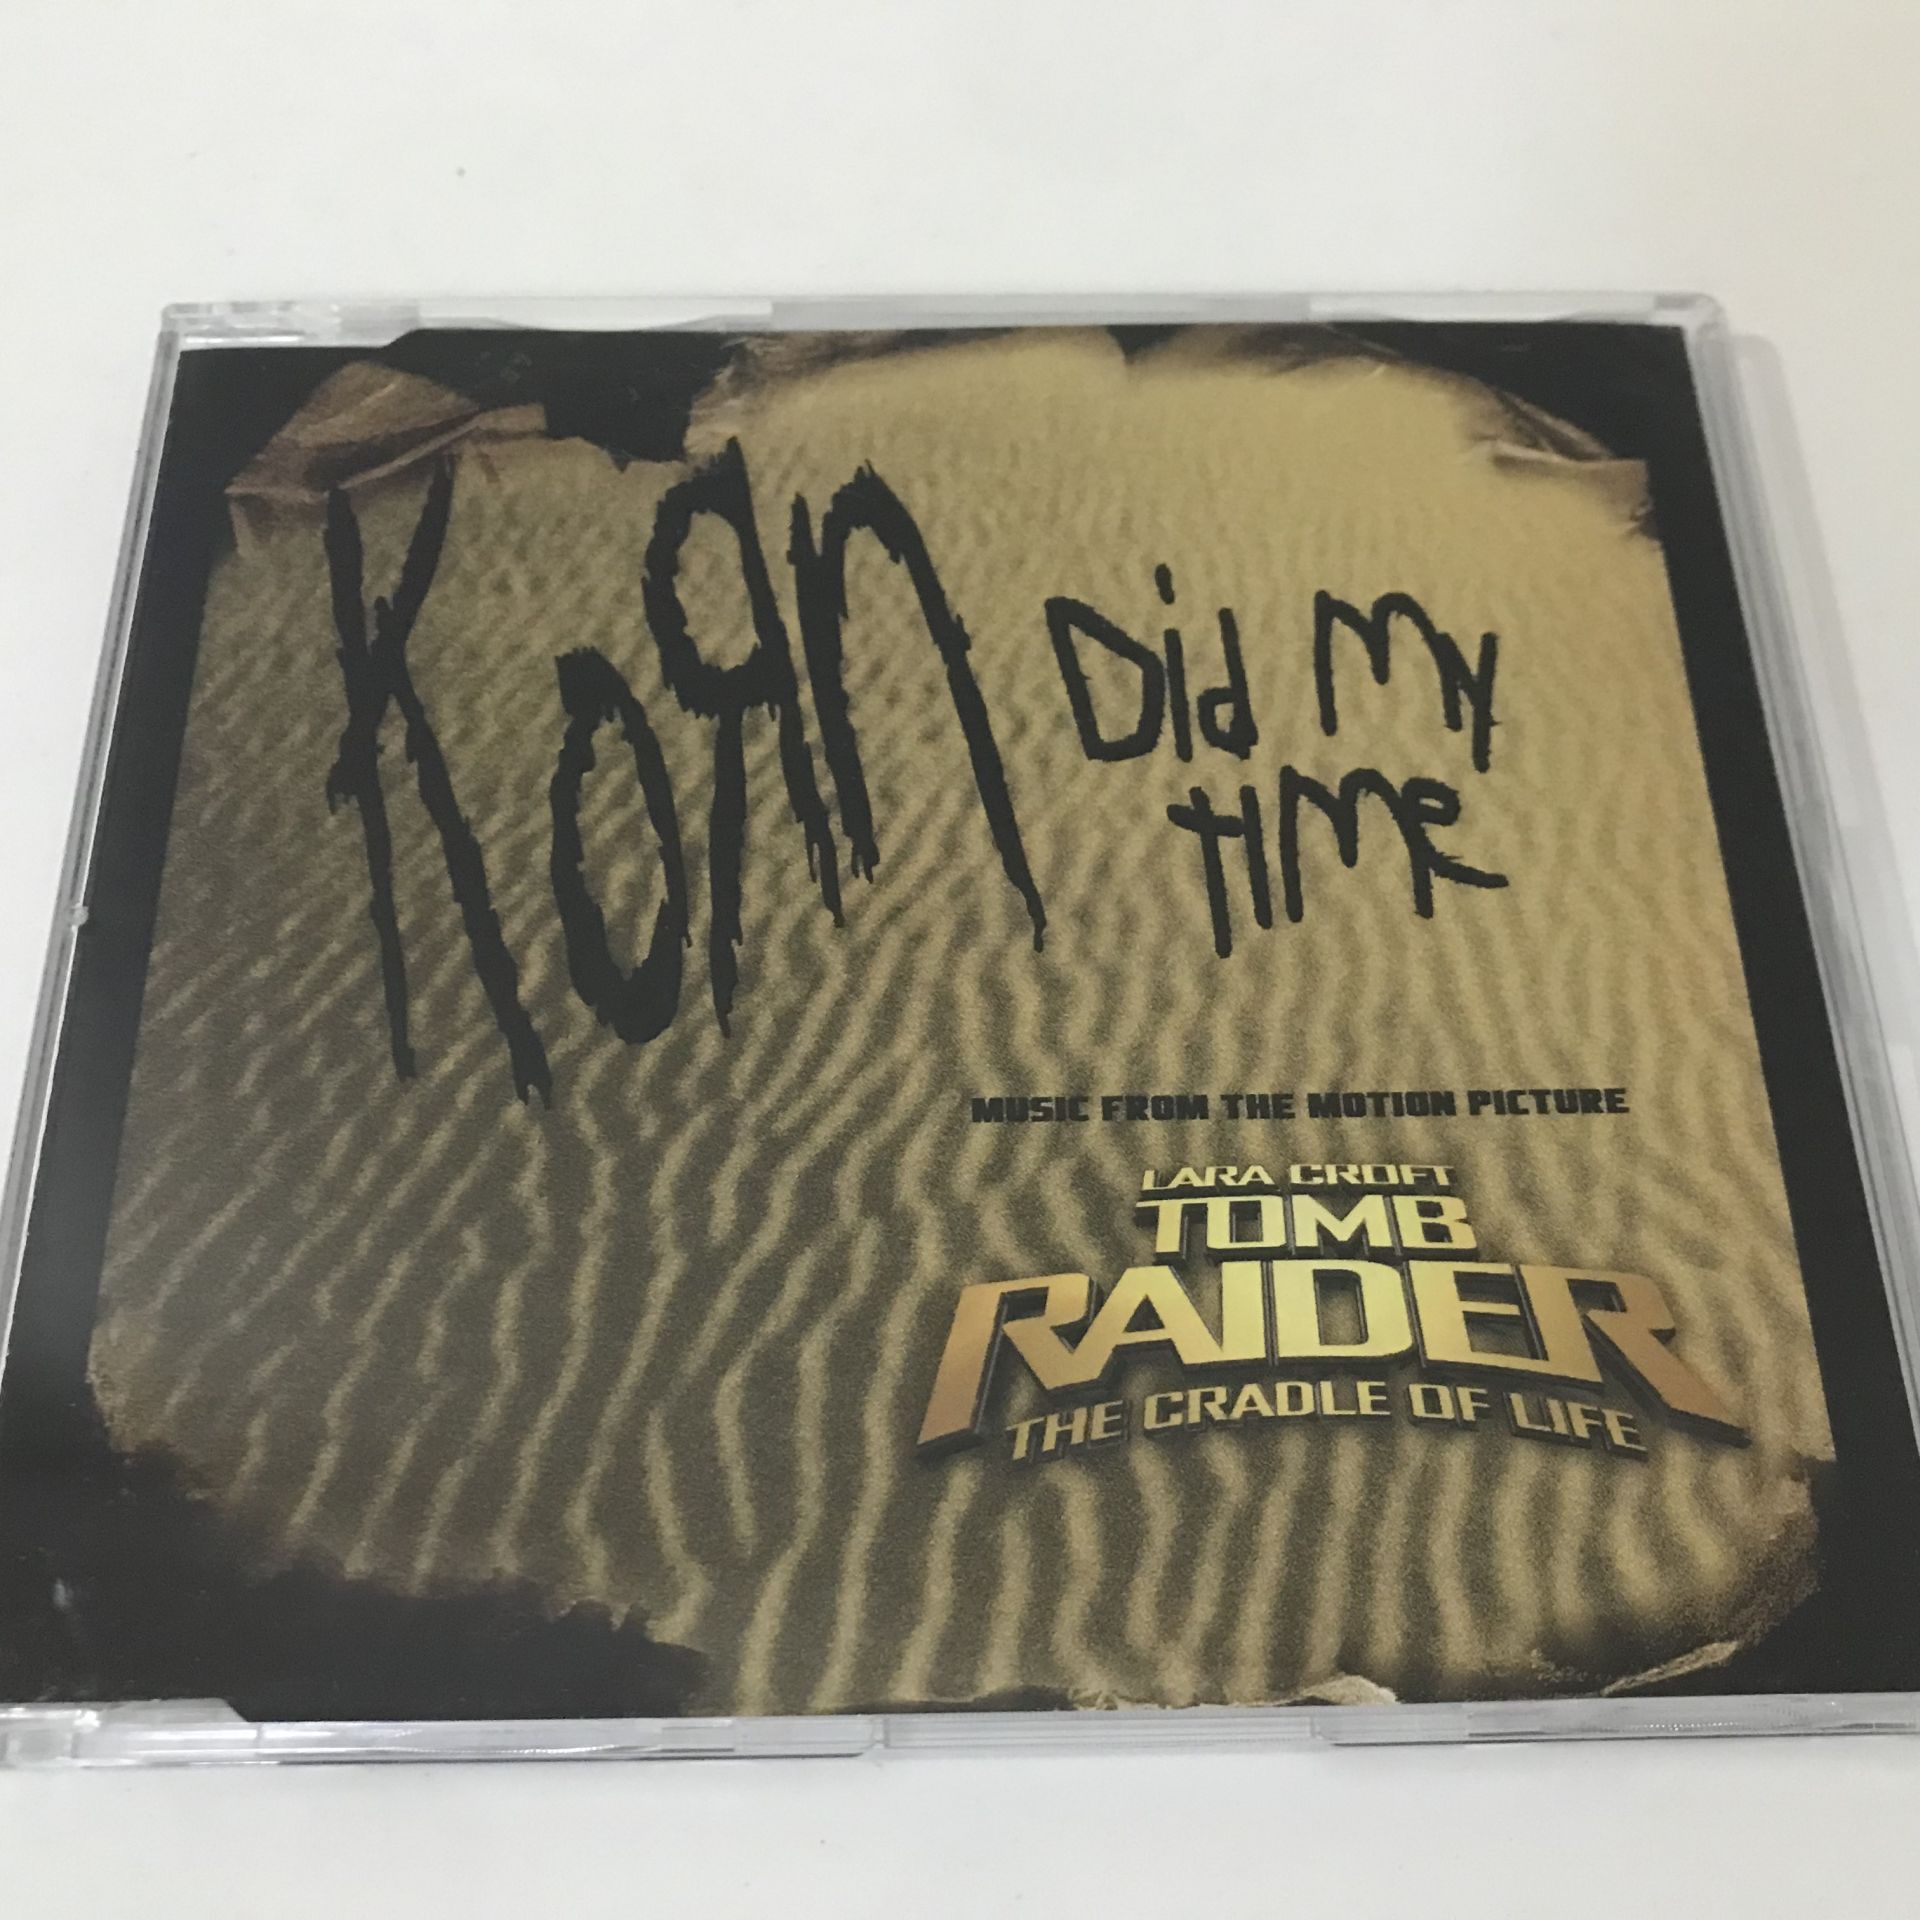 KoЯn
Did My
tIMe
MUSIC FROM THE MOTION PICTURE
LARA CROFT
TOMB
RAIDER
THE CRADLE OF LIFE